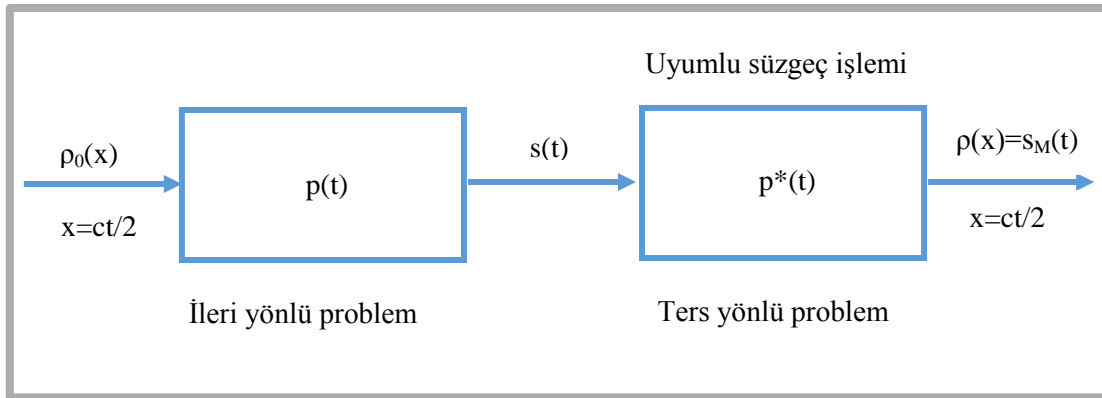 Uyumlu süzgeç işlemi
ρ₀(x)
x=ct/2
p(t)
s(t)
p*(t)
ρ(x)=s_M(t)
x=ct/2
İleri yönlü problem
Ters yönlü problem